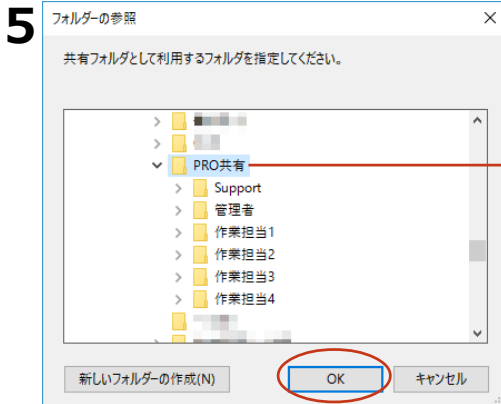 5
フォルダーの参照
共有フォルダとして利用するフォルダを指定してください。
PRO共有
Support
管理者
作業担当1
作業担当2
作業担当3
作業担当4
新しいフォルダーの作成(N) OK キャンセル